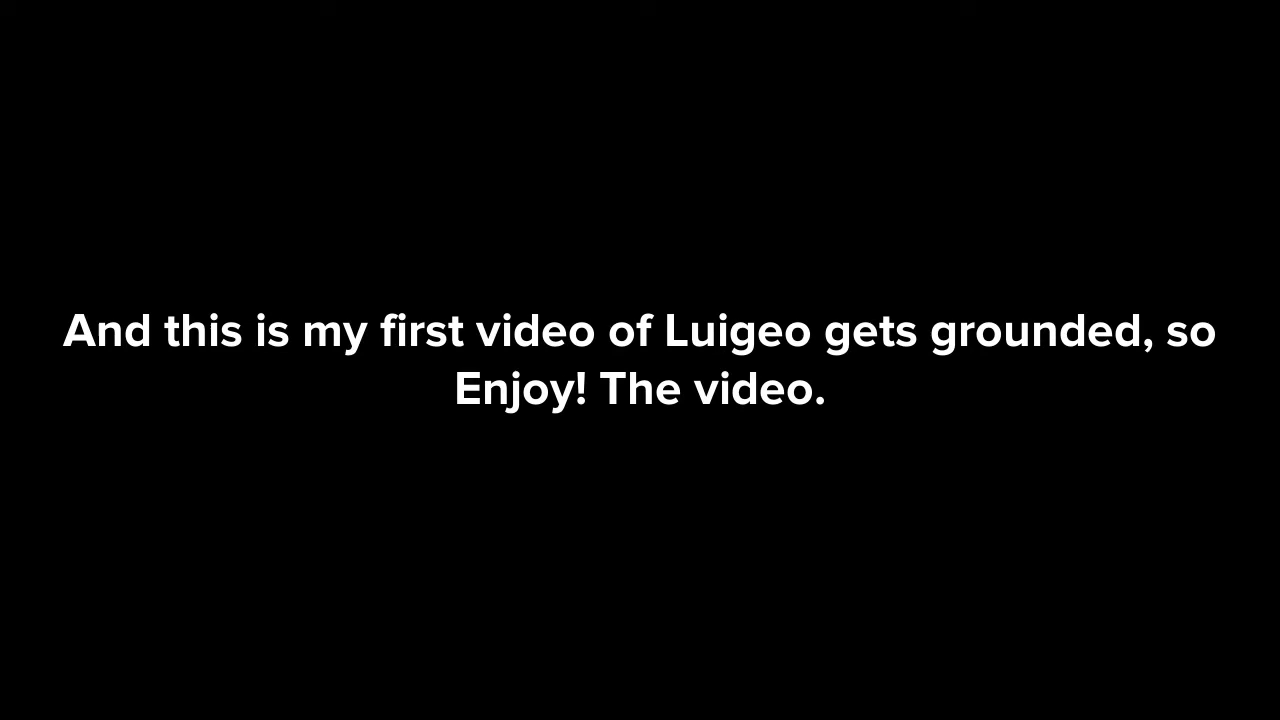 And this is my first video of Luigeo gets grounded, so
Enjoy! The video.